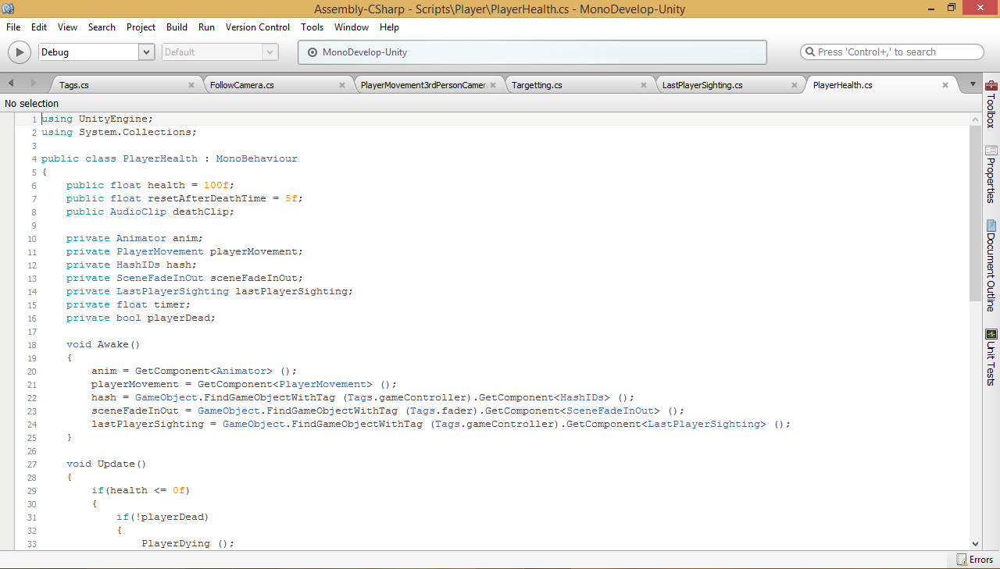 Assembly-CSharp - Scripts\Player\PlayerHealth.cs - MonoDevelop-Unity
File Edit View Search Project Build Run Version Control Tools Window Help
Debug Default MonoDevelop-Unity Press 'Control+,' to search
Tags.cs FollowCamera.cs PlayerMovement3rdPersonCamer Targetting.cs LastPlayerSighting.cs PlayerHealth.cs
No selection
1 using UnityEngine;
2 using System.Collections;
3
4 public class PlayerHealth : MonoBehaviour
5 {
6 public float health = 100f;
7 public float resetAfterDeathTime = 5f;
8 public AudioClip deathClip;
9
10 private Animator anim;
11 private PlayerMovement playerMovement;
12 private HashIDs hash;
13 private SceneFadeInOut sceneFadeInOut;
14 private LastPlayerSighting lastPlayerSighting;
15 private float timer;
16 private bool playerDead;
17
18 void Awake()
19 {
20 anim = GetComponent<Animator> ();
21 playerMovement = GetComponent<PlayerMovement> ();
22 hash = GameObject.FindGameObjectWithTag (Tags.gameController).GetComponent<HashIDs> ();
23 sceneFadeInOut = GameObject.FindGameObjectWithTag (Tags.fader).GetComponent<SceneFadeInOut> ();
24 lastPlayerSighting = GameObject.FindGameObjectWithTag (Tags.gameController).GetComponent<LastPlayerSighting> ();
25 }
26
27 void Update()
28 {
29 if(health <= 0f)
30 {
31 if(!playerDead)
32 {
33 PlayerDying ();
Toolbox
Properties
Document Outline
Unit Tests
Errors